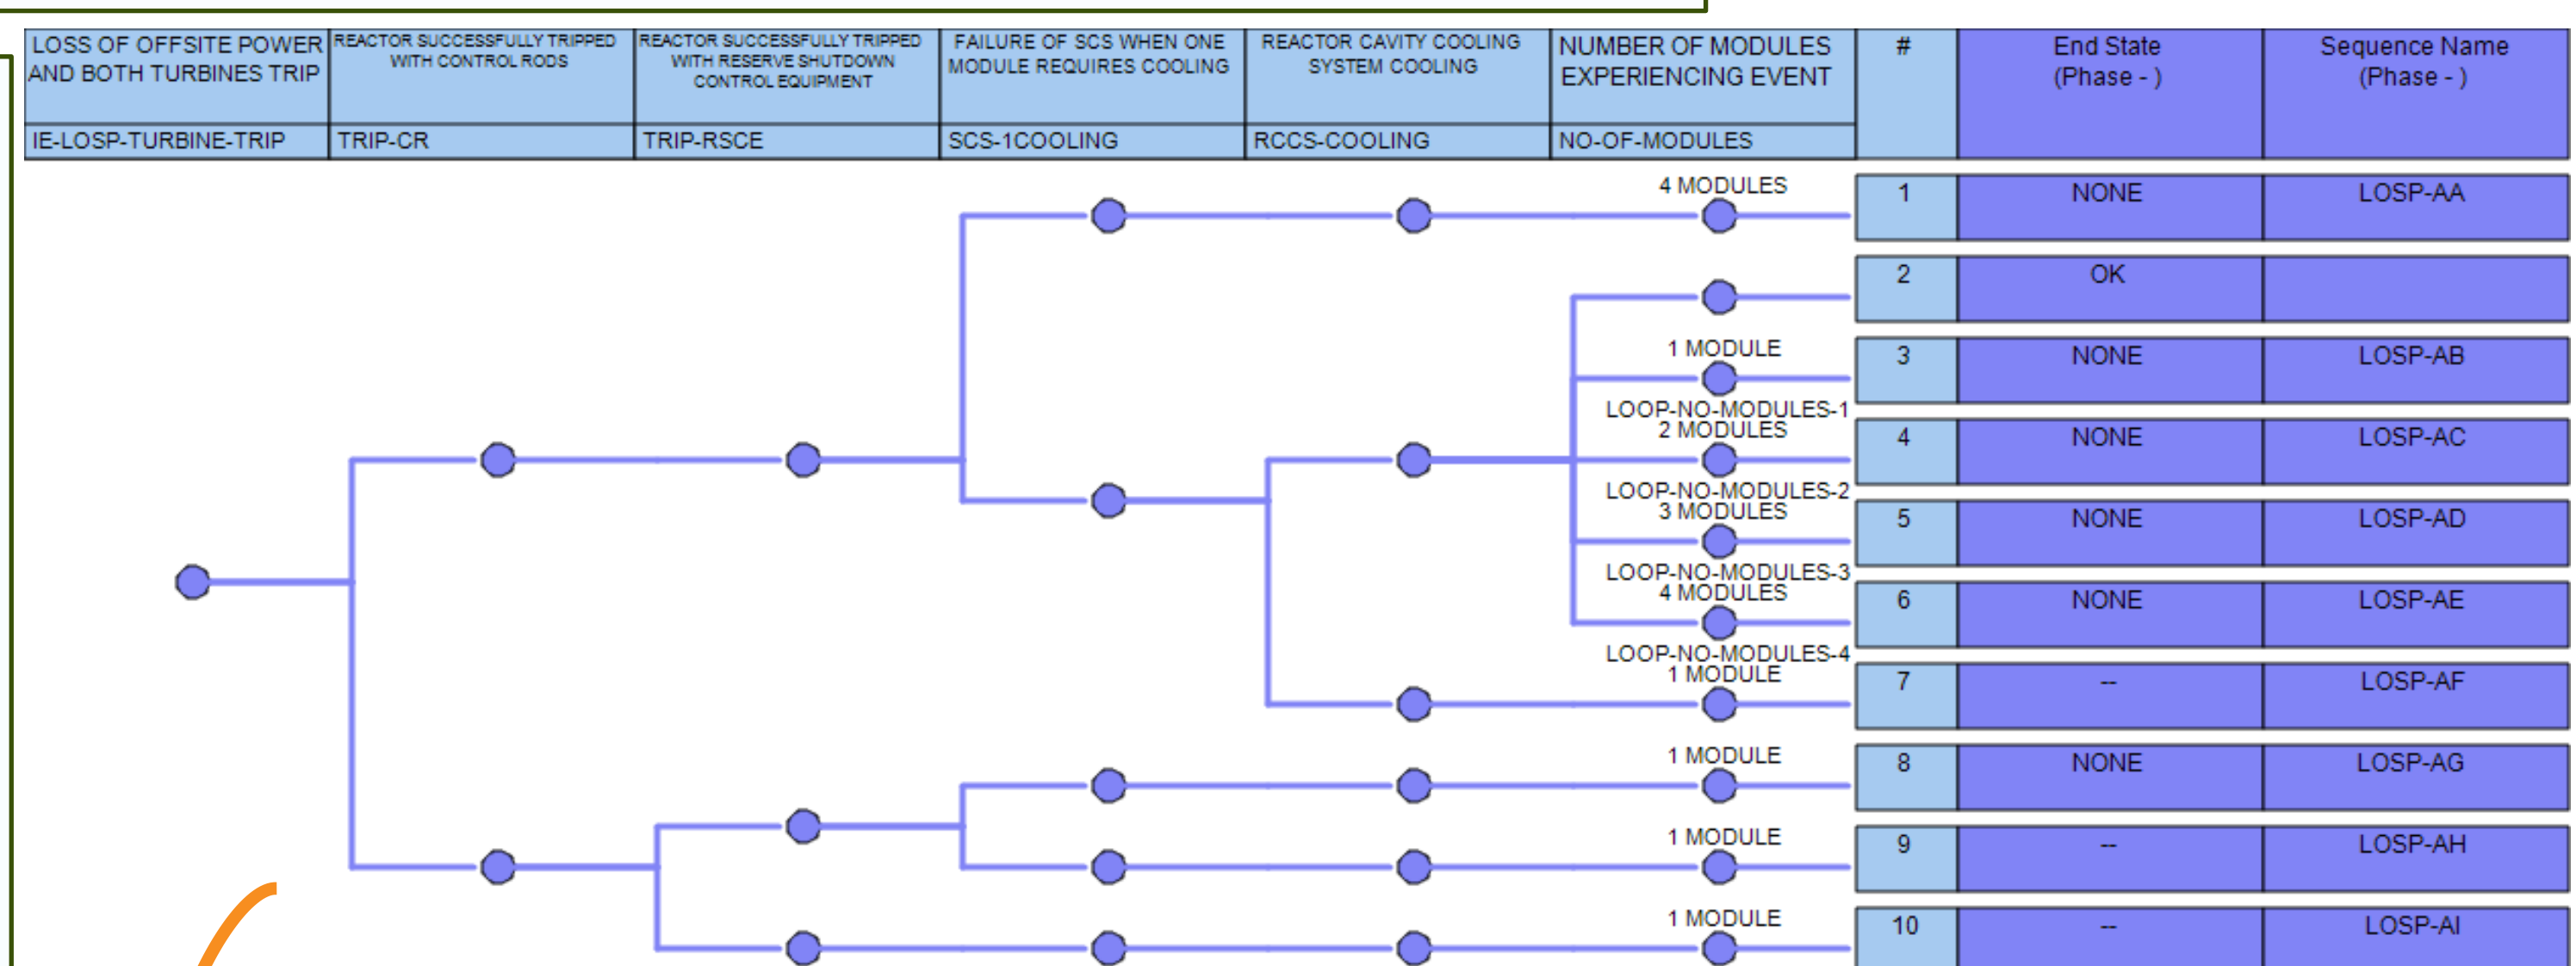 LOSS OF OFFSITE POWER
AND BOTH TURBINES TRIP
REACTOR SUCCESSFULLY TRIPPED
WITH CONTROL RODS
REACTOR SUCCESSFULLY TRIPPED
WITH RESERVE SHUTDOWN
CONTROL EQUIPMENT
FAILURE OF SCS WHEN ONE
MODULE REQUIRES COOLING
REACTOR CAVITY COOLING
SYSTEM COOLING
NUMBER OF MODULES
EXPERIENCING EVENT
#
End State
(Phase - )
Sequence Name
(Phase - )
IE-LOSP-TURBINE-TRIP
TRIP-CR
TRIP-RSCE
SCS-1COOLING
RCCS-COOLING
NO-OF-MODULES
4 MODULES
1
NONE
LOSP-AA
2
OK
1 MODULE
3
NONE
LOSP-AB
LOOP-NO-MODULES-1
2 MODULES
4
NONE
LOSP-AC
LOOP-NO-MODULES-2
3 MODULES
5
NONE
LOSP-AD
LOOP-NO-MODULES-3
4 MODULES
6
NONE
LOSP-AE
LOOP-NO-MODULES-4
1 MODULE
7
--
LOSP-AF
1 MODULE
8
NONE
LOSP-AG
1 MODULE
9
--
LOSP-AH
1 MODULE
10
--
LOSP-AI